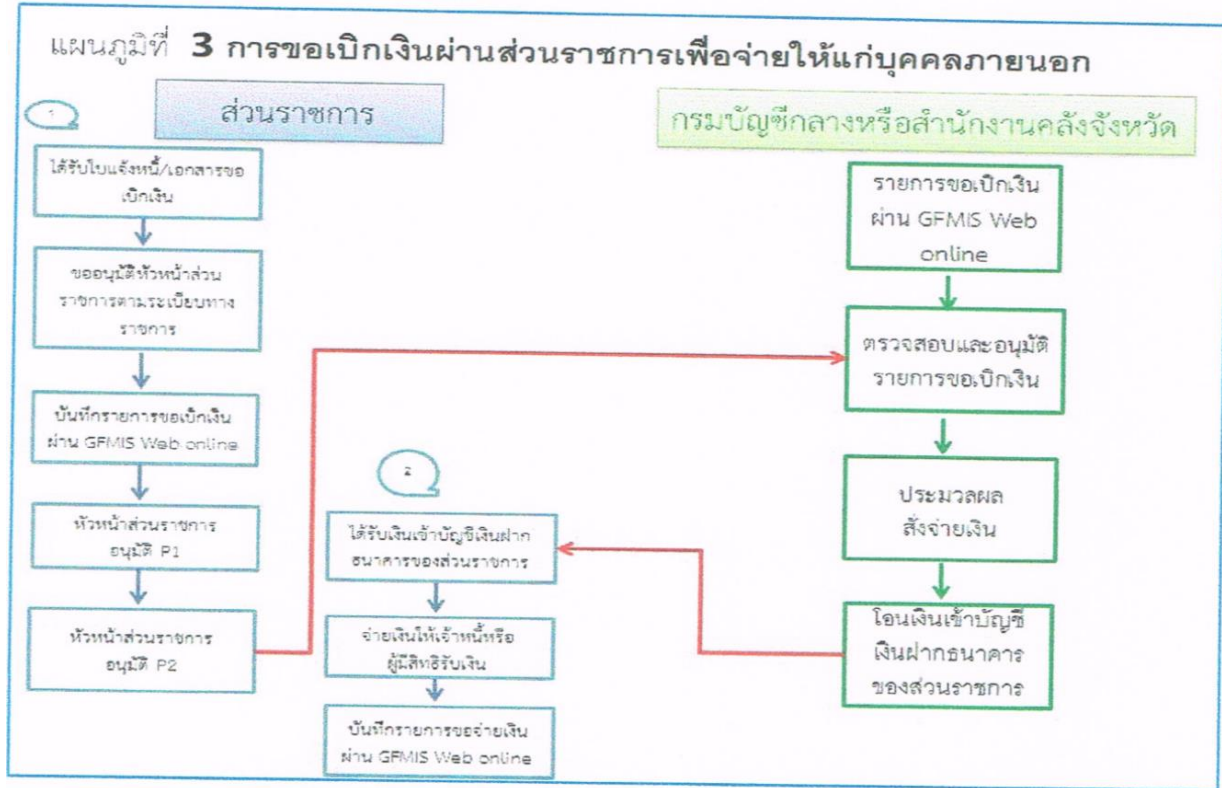 แผนภูมิที่ 3 การขอเบิกเงินผ่านส่วนราชการเพื่อจ่ายให้แก่บุคคลภายนอก
1
ส่วนราชการ
ได้รับใบแจ้งหนี้/เอกสารขอ
เบิกเงิน
ขออนุมัติหัวหน้าส่วน
ราชการตามระเบียบทาง
ราชการ
บันทึกรายการขอเบิกเงิน
ผ่าน GFMIS Web online
หัวหน้าส่วนราชการ
อนุมัติ P1
หัวหน้าส่วนราชการ
อนุมัติ P2
2
ได้รับเงินเข้าบัญชีเงินฝาก
ธนาคารของส่วนราชการ
จ่ายเงินให้เจ้าหนี้หรือ
ผู้มีสิทธิรับเงิน
บันทึกรายการขอจ่ายเงิน
ผ่าน GFMIS Web online
กรมบัญชีกลางหรือสำนักงานคลังจังหวัด
รายการขอเบิกเงิน
ผ่าน GFMIS Web
online
ตรวจสอบและอนุมัติ
รายการขอเบิกเงิน
ประมวลผล
สั่งจ่ายเงิน
โอนเงินเข้าบัญชี
เงินฝากธนาคาร
ของส่วนราชการ